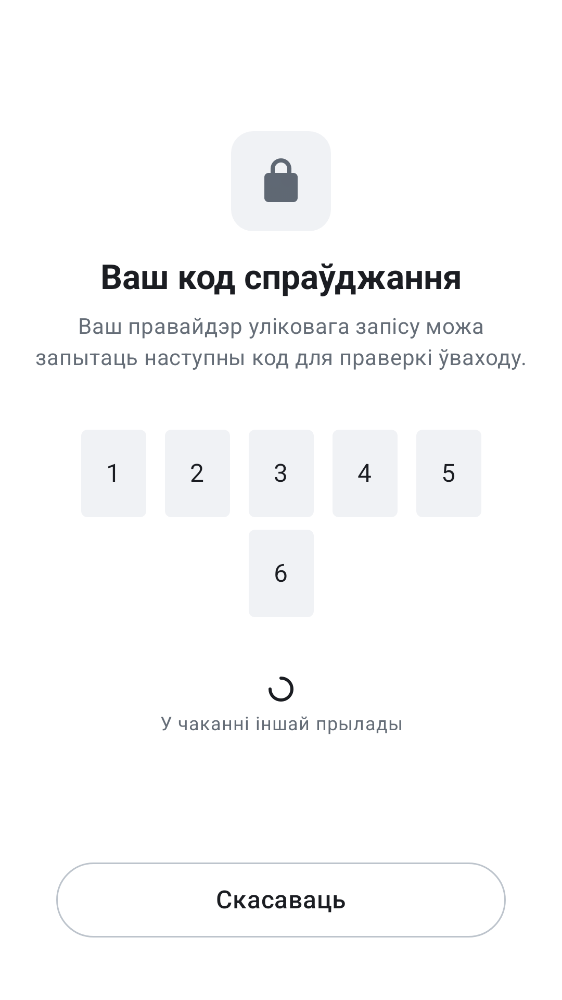 Ваш код спраўджання
Ваш правайдэр уліковага запісу можа
запытаць наступны код для праверкі ўваходу.
1 2 3 4 5
6
У чаканні іншай прылады
Скасаваць